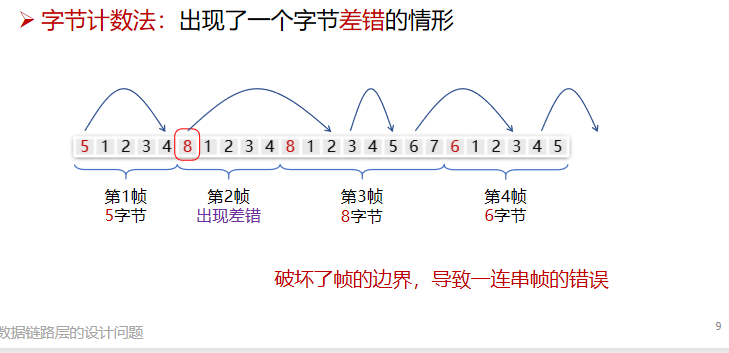 ➢ 字节计数法：出现了一个字节差错的情形
5 1 2 3 4 8 1 2 3 4 8 1 2 3 4 5 6 7 6 1 2 3 4 5
第1帧 第2帧 第3帧 第4帧
5字节 出现差错 8字节 6字节
破坏了帧的边界，导致一连串帧的错误
数据链路层的设计问题 9